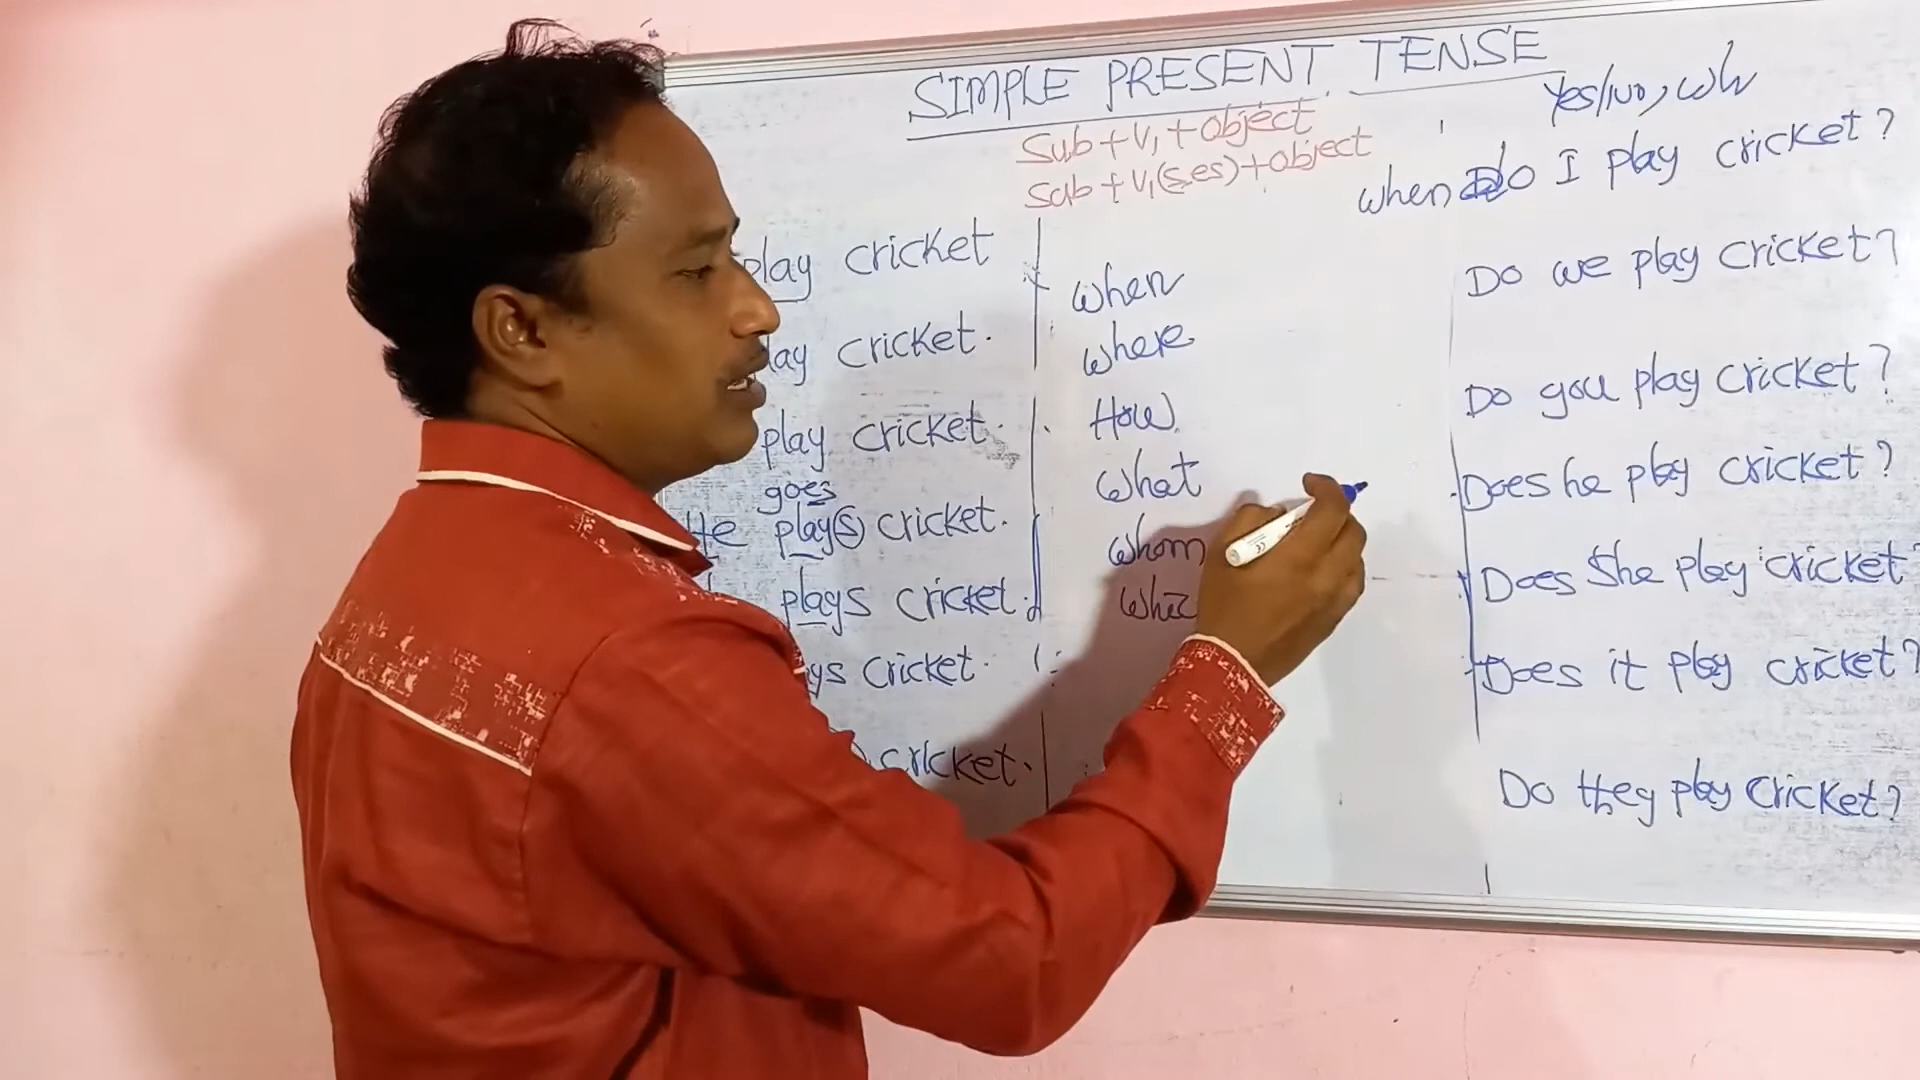 SIMPLE PRESENT TENSE
Yes/No, wh
Sub + V1 + object
Sub + V1(s.es) + object
play cricket
lay cricket.
play cricket.
goes
He plays cricket.
plays cricket.
ys cricket.
cricket.
when
where
How
what
whom
when do I play cricket?
Do we play cricket?
Do you play cricket?
Does he play cricket?
Does she play cricket?
Does it play cricket?
Do they play cricket?